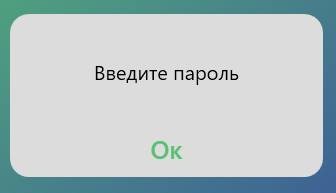 Введите пароль
Ок